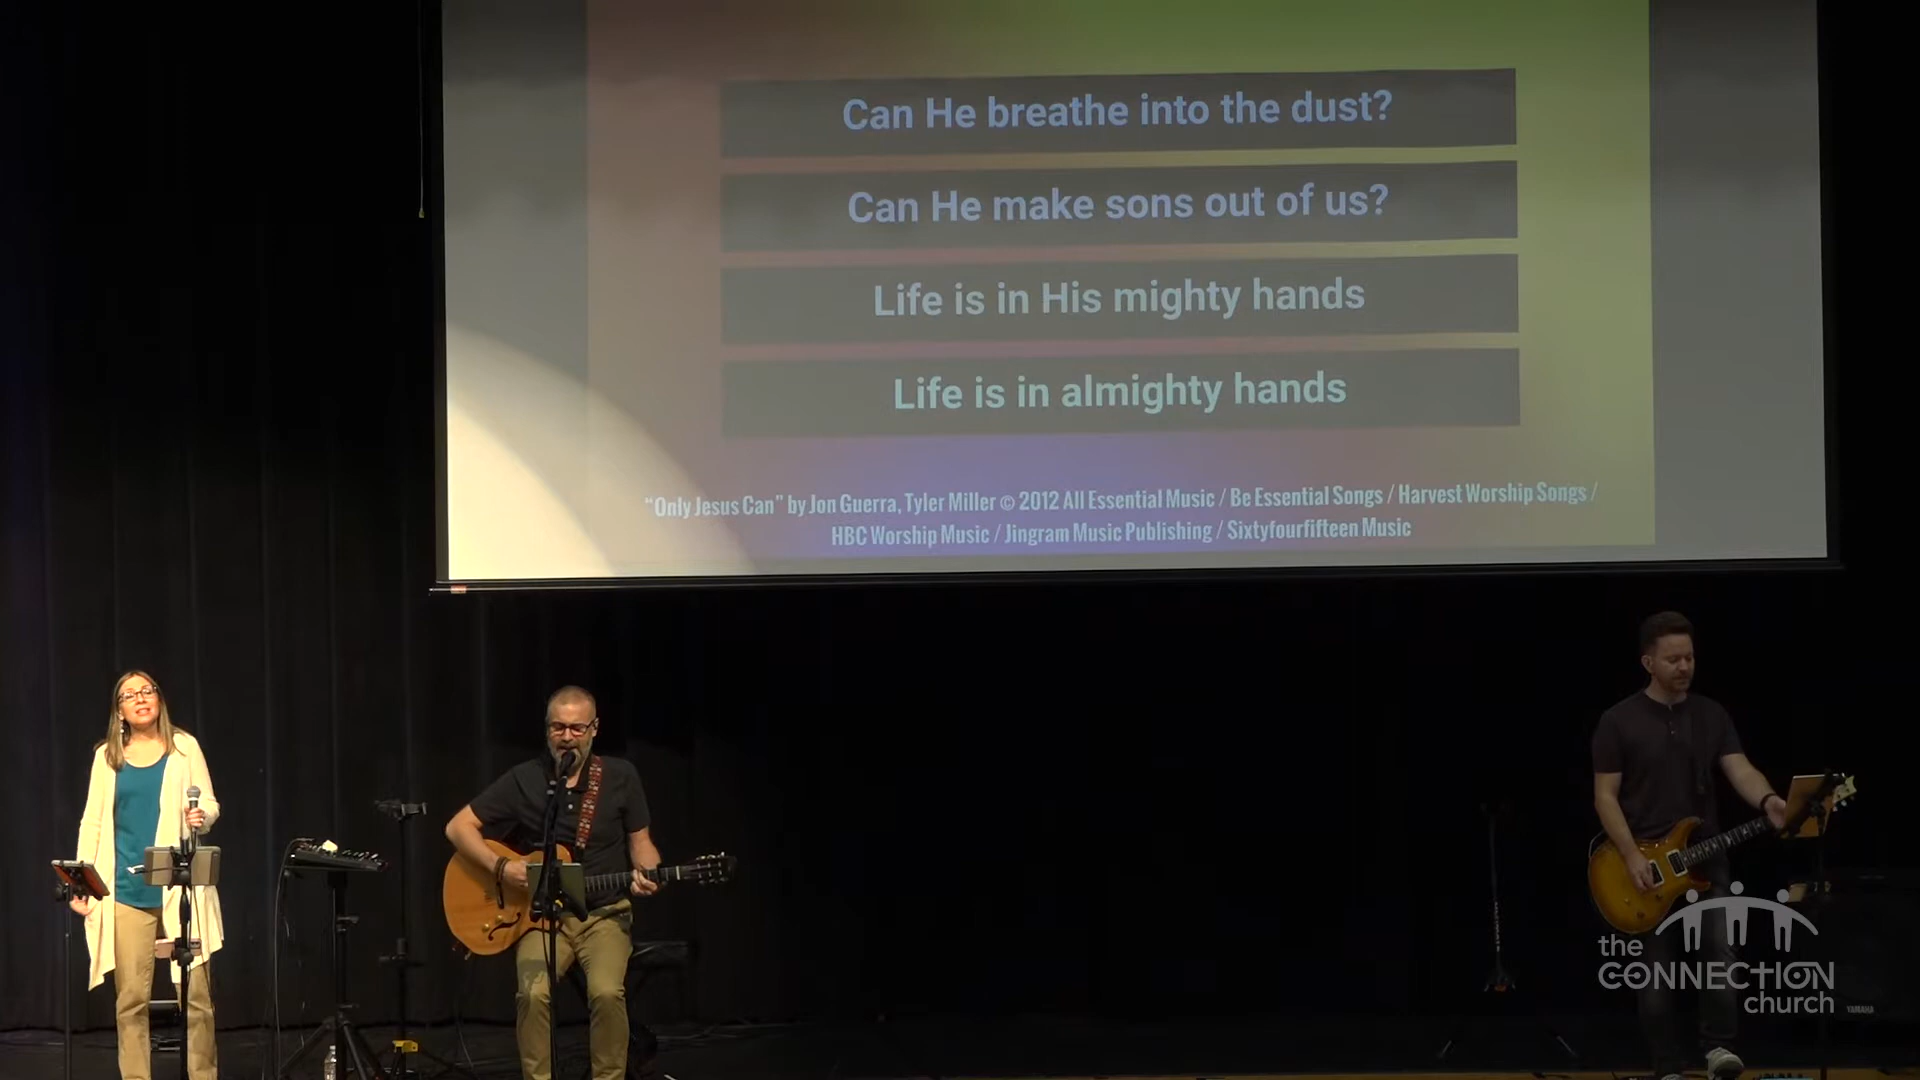 Can He breathe into the dust?
Can He make sons out of us?
Life is in His mighty hands
Life is in almighty hands
“Only Jesus Can” by Jon Guerra, Tyler Miller © 2012 All Essential Music / Be Essential Songs / Harvest Worship Songs /
HBC Worship Music / Jingram Music Publishing / Sixtyfourfifteen Music
the
CONNECTION
church
YAMAHA